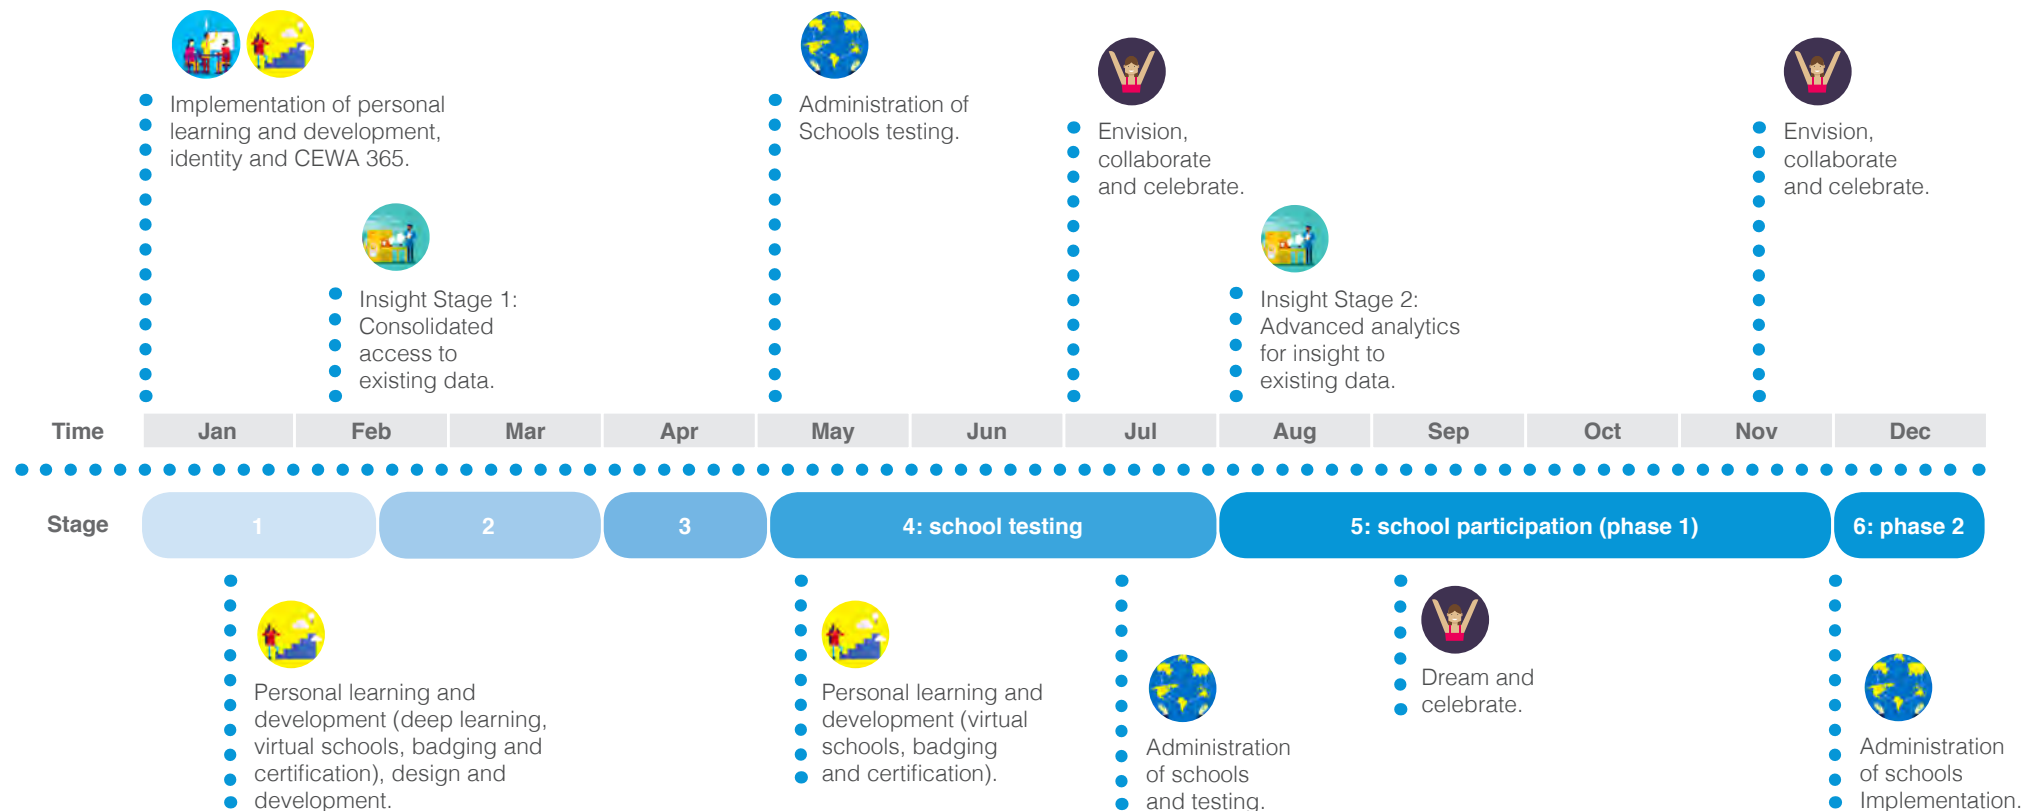 Implementation of personal
learning and development,
identity and CEWA 365.
Administration of
Schools testing.
Envision,
collaborate
and celebrate.
Envision,
collaborate
and celebrate.
Insight Stage 1:
Consolidated
access to
existing data.
Insight Stage 2:
Advanced analytics
for insight to
existing data.
Time Jan Feb Mar Apr May Jun Jul Aug Sep Oct Nov Dec
Stage 1 2 3 4: school testing 5: school participation (phase 1) 6: phase 2
Personal learning and
development (deep learning,
virtual schools, badging and
certification), design and
development.
Personal learning and
development (virtual
schools, badging
and certification).
Administration
of schools
and testing.
Dream and
celebrate.
Administration
of schools
Implementation.